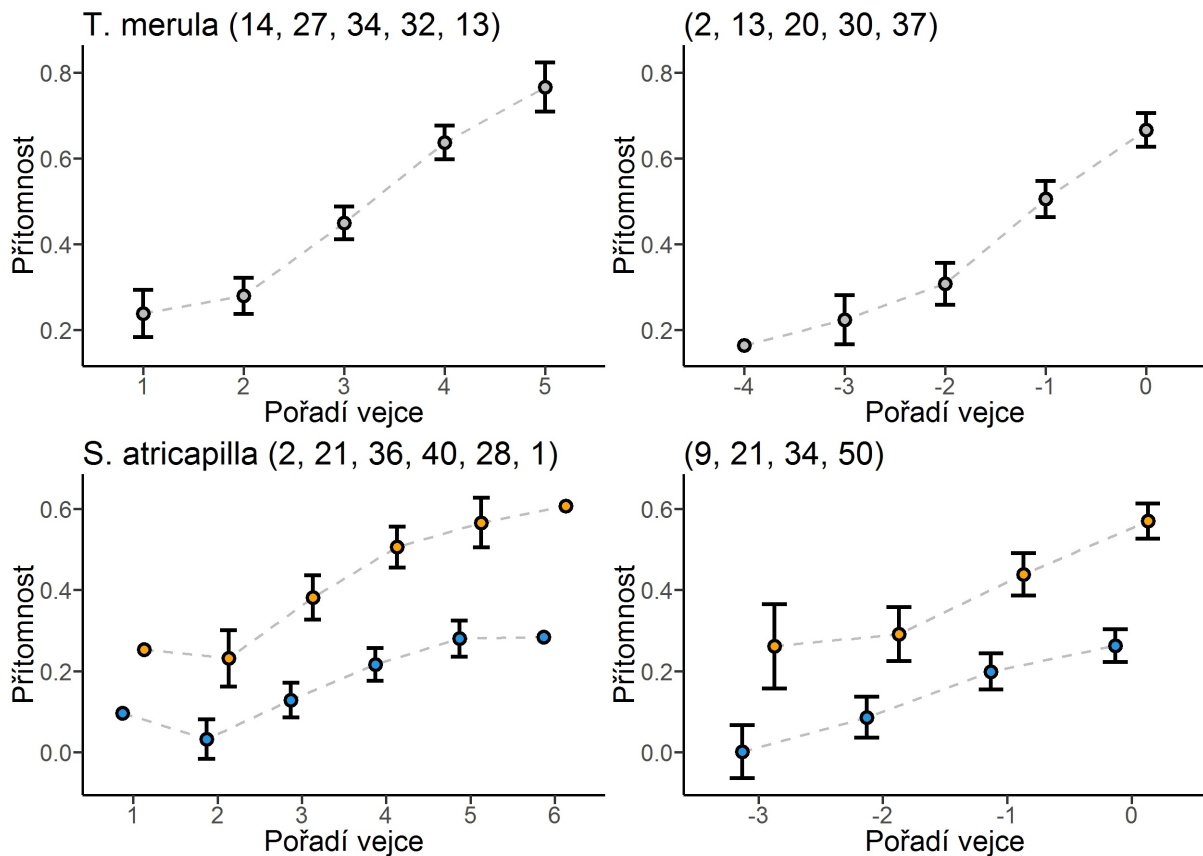 T. merula (14, 27, 34, 32, 13)
Přítomnost
0.8
0.6
0.4
0.2
1 2 3 4 5
Pořadí vejce
(2, 13, 20, 30, 37)
Přítomnost
0.8
0.6
0.4
0.2
-4 -3 -2 -1 0
Pořadí vejce
S. atricapilla (2, 21, 36, 40, 28, 1)
Přítomnost
0.6
0.4
0.2
0.0
1 2 3 4 5 6
Pořadí vejce
(9, 21, 34, 50)
Přítomnost
0.6
0.4
0.2
0.0
-3 -2 -1 0
Pořadí vejce